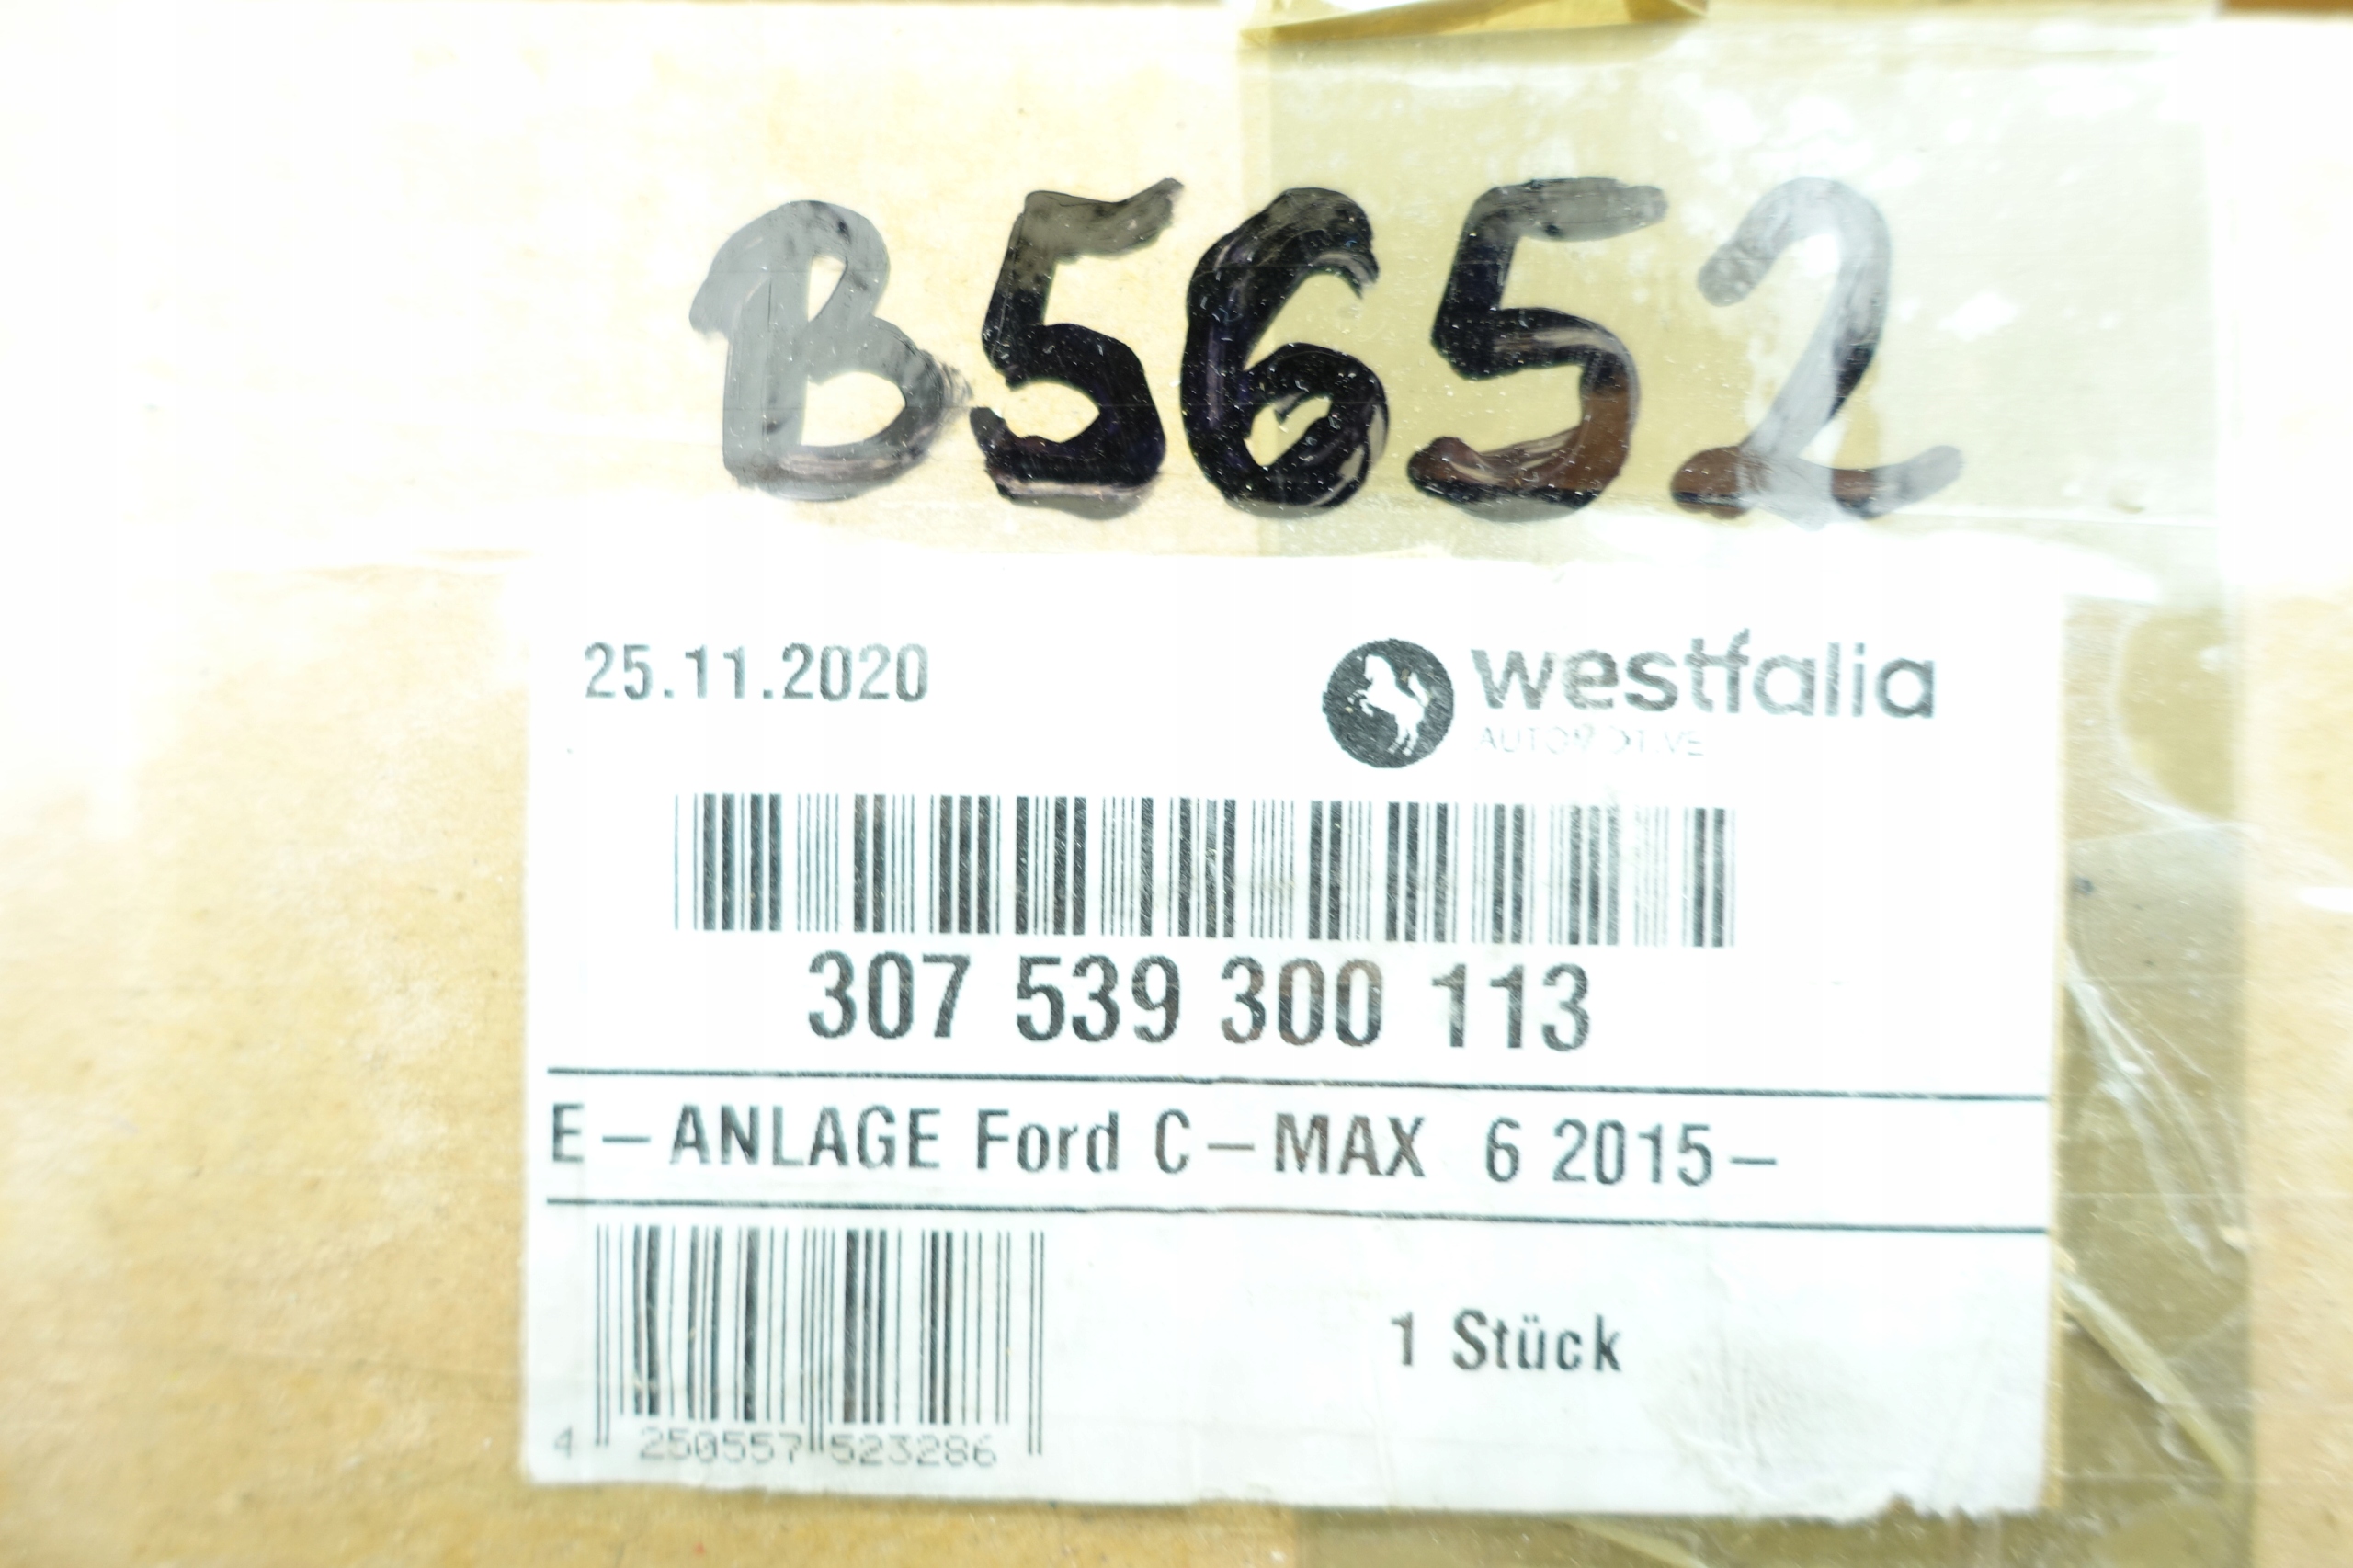 B5652
25.11.2020
westfalia
AUTOMOTIVE
307 539 300 113
E-ANLAGE Ford C-MAX 6 2015-
1 Stück
4 250557 523286